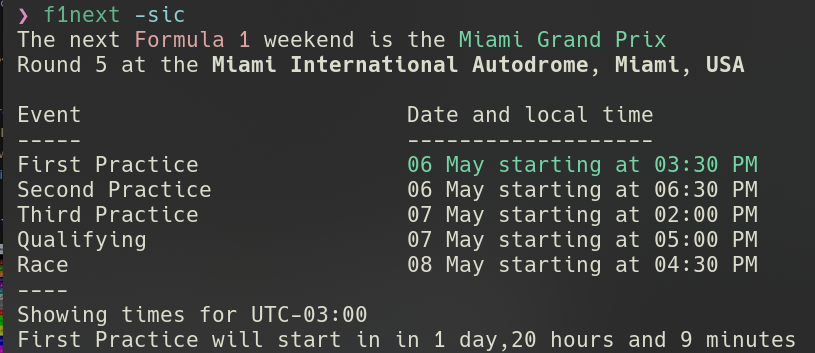 ❯ f1next -sic
The next Formula 1 weekend is the Miami Grand Prix
Round 5 at the Miami International Autodrome, Miami, USA
Event Date and local time
----- -------------------
First Practice 06 May starting at 03:30 PM
Second Practice 06 May starting at 06:30 PM
Third Practice 07 May starting at 02:00 PM
Qualifying 07 May starting at 05:00 PM
Race 08 May starting at 04:30 PM
----
Showing times for UTC-03:00
First Practice will start in in 1 day,20 hours and 9 minutes